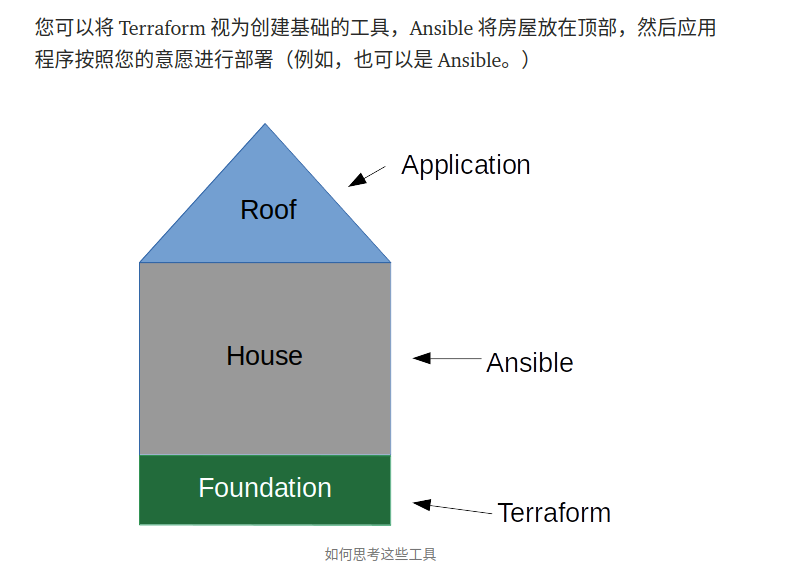 您可以将 Terraform 视为创建基础的工具，Ansible 将房屋放在顶部，然后应用
程序按照您的意愿进行部署（例如，也可以是 Ansible。）
Application
Roof
House
Ansible
Foundation
Terraform
如何思考这些工具